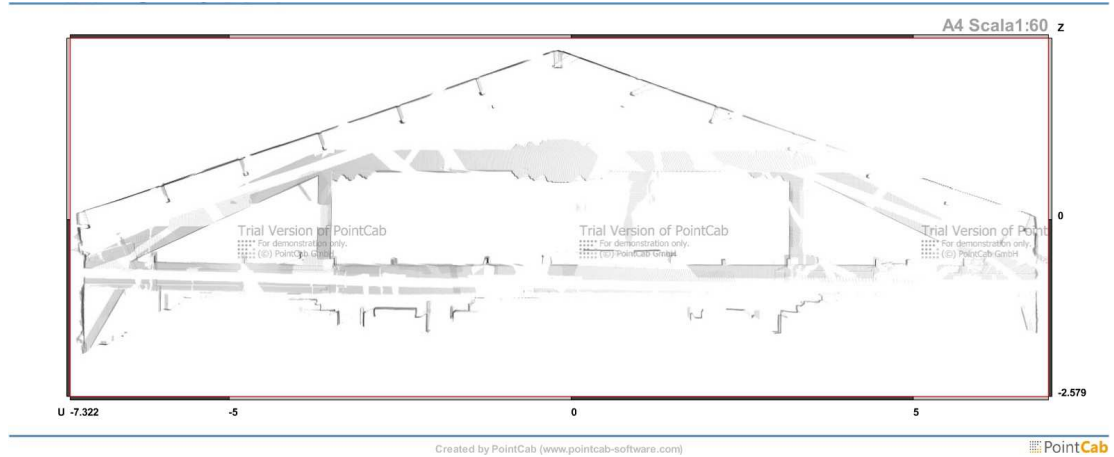 A4 Scala1:60 Z
Trial Version of PointCab
For demonstration only.
(©) PointCab GmbH
Trial Version of PointCab
For demonstration only.
(©) PointCab GmbH
Trial Version of Point
For demonstration only.
(©) PointCab GmbH
0
-2.579
U -7.322 -5 0 5
Created by PointCab (www.pointcab-software.com)
PointCab